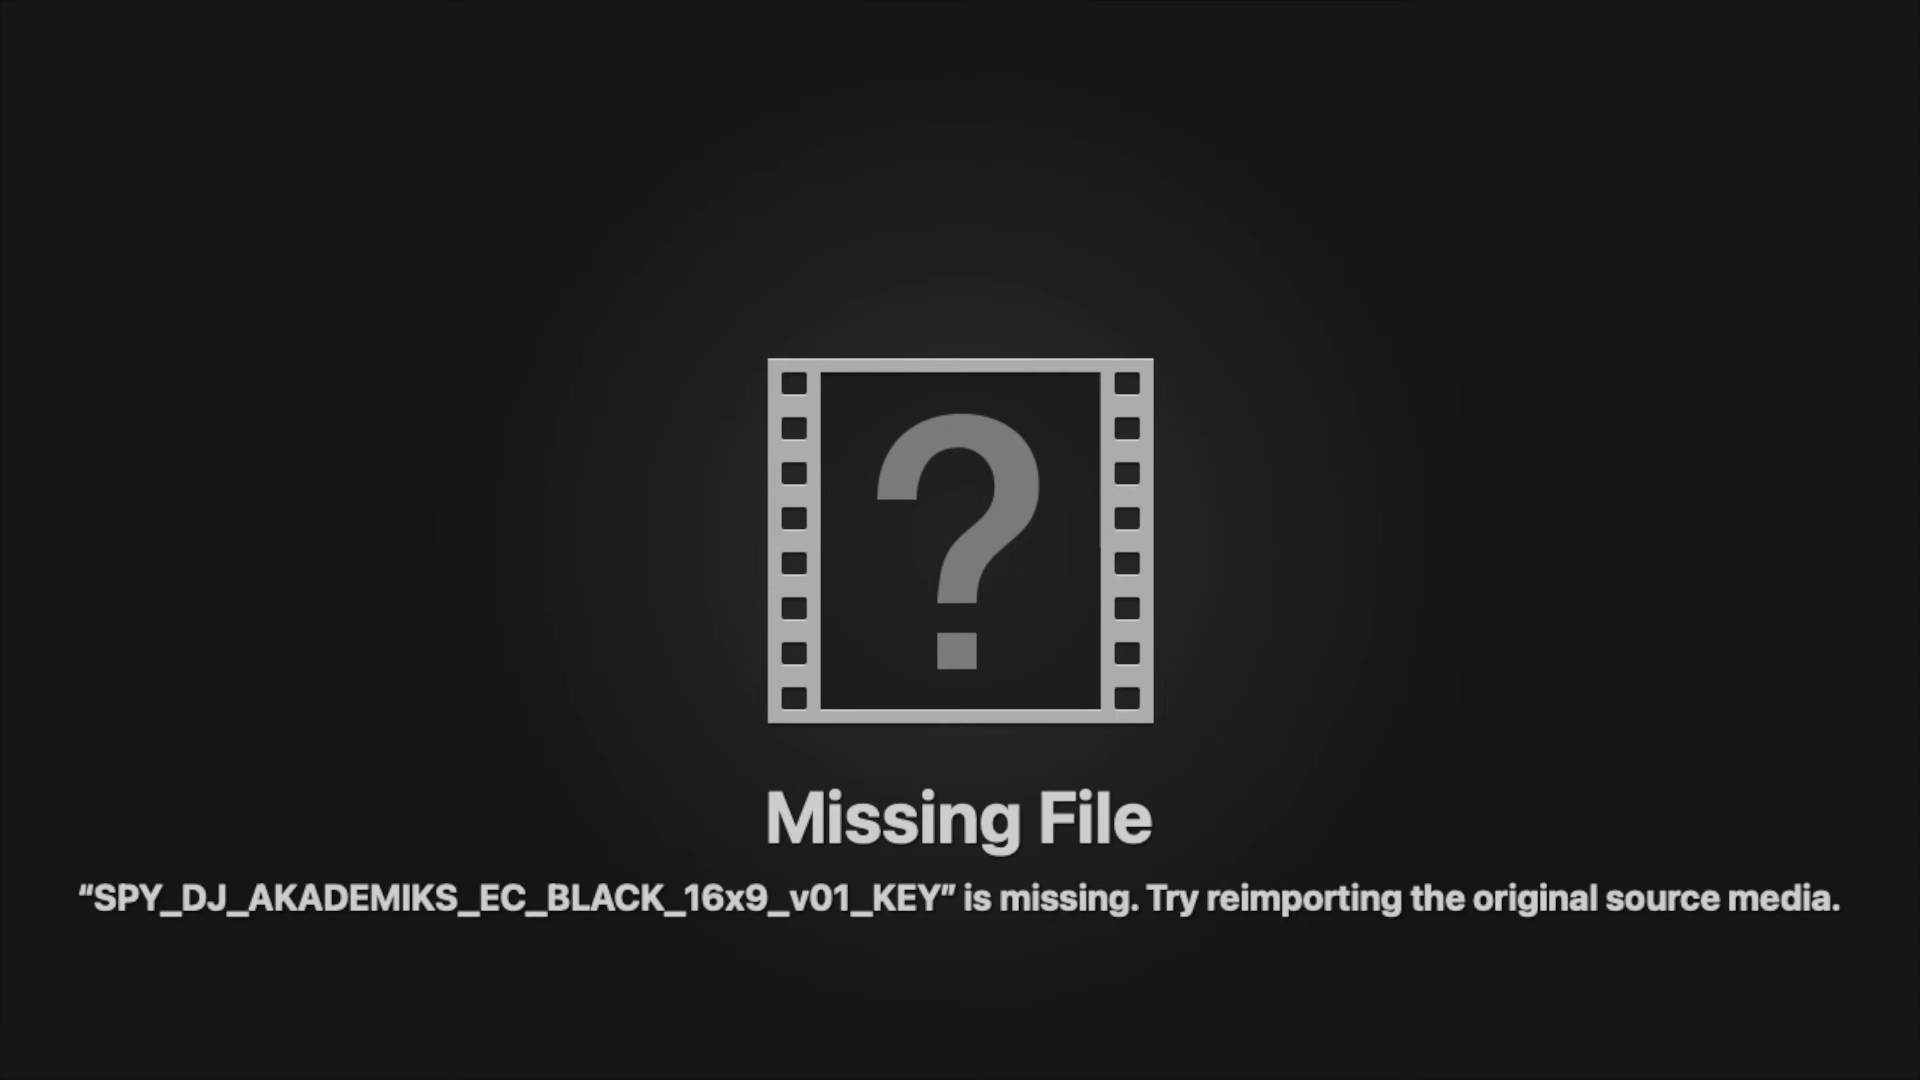 ?
Missing File
“SPY_DJ_AKADEMIKS_EC_BLACK_16x9_v01_KEY” is missing. Try reimporting the original source media.